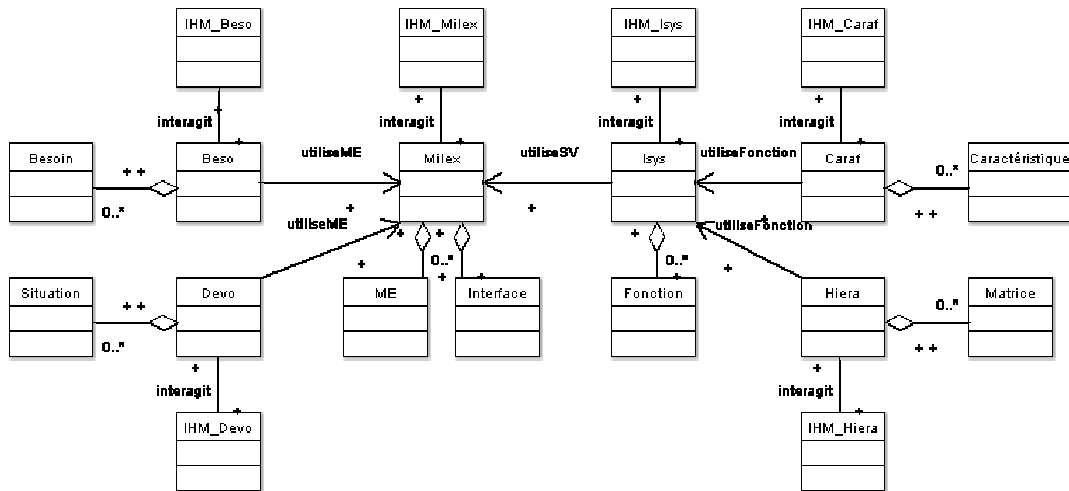 IHM_Beso
IHM_Milex
IHM_Isys
IHM_Caraf
+
+
+
+
interagit
interagit
interagit
interagit
+
+
+
+
Besoin
Beso
utiliseME
Milex
utiliseSV
Isys
utiliseFonction
Caraf
Caractéristique
+ +
0..*
0..*
+
+
+
+ +
utiliseME
utiliseFonction
+
+
+
0..*
0..*
+
+
+
+
+
Situation
Devo
ME
Interface
Fonction
Hiera
Matrice
+ +
0..*
0..*
+ +
+
+
interagit
interagit
+
+
IHM_Devo
IHM_Hiera